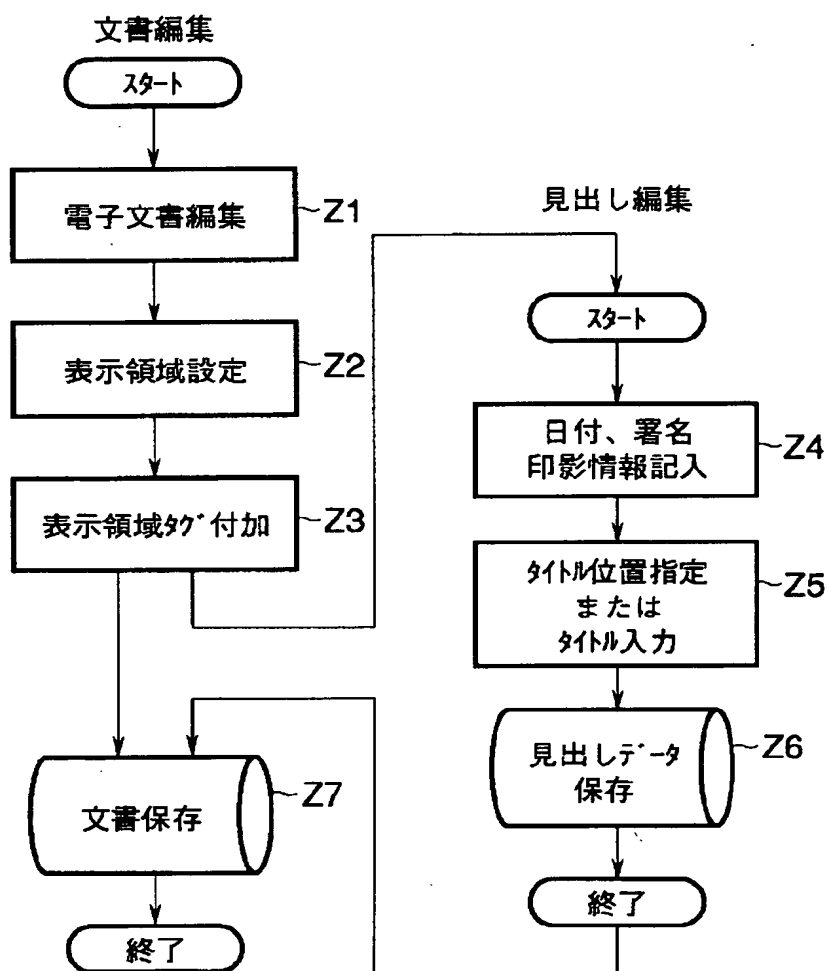 文書編集
スタート
電子文書編集
Z1
表示領域設定
Z2
表示領域ﾀｸﾞ付加
Z3
文書保存
Z7
終了
見出し編集
スタート
日付、署名
印影情報記入
Z4
ﾀｲﾄﾙ位置指定
または
ﾀｲﾄﾙ入力
Z5
見出しﾃﾞｰﾀ
保存
Z6
終了